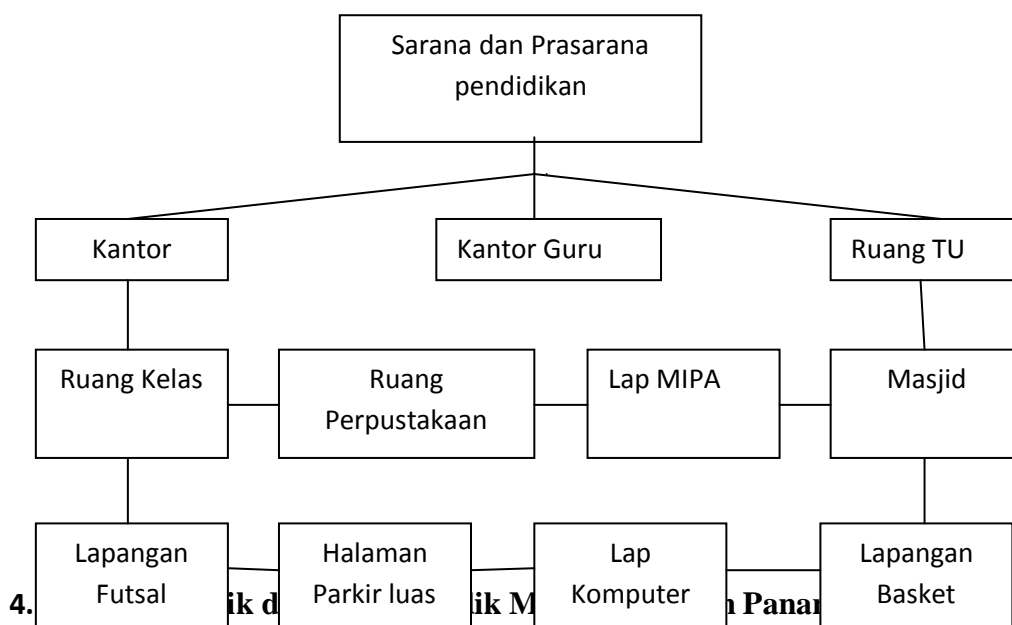 Sarana dan Prasarana
pendidikan
Kantor
Kantor Guru
Ruang TU
Ruang Kelas
Ruang
Perpustakaan
Lap MIPA
Masjid
Lapangan
Futsal
Halaman
Parkir luas
Lap
Komputer
Lapangan
Basket
4.